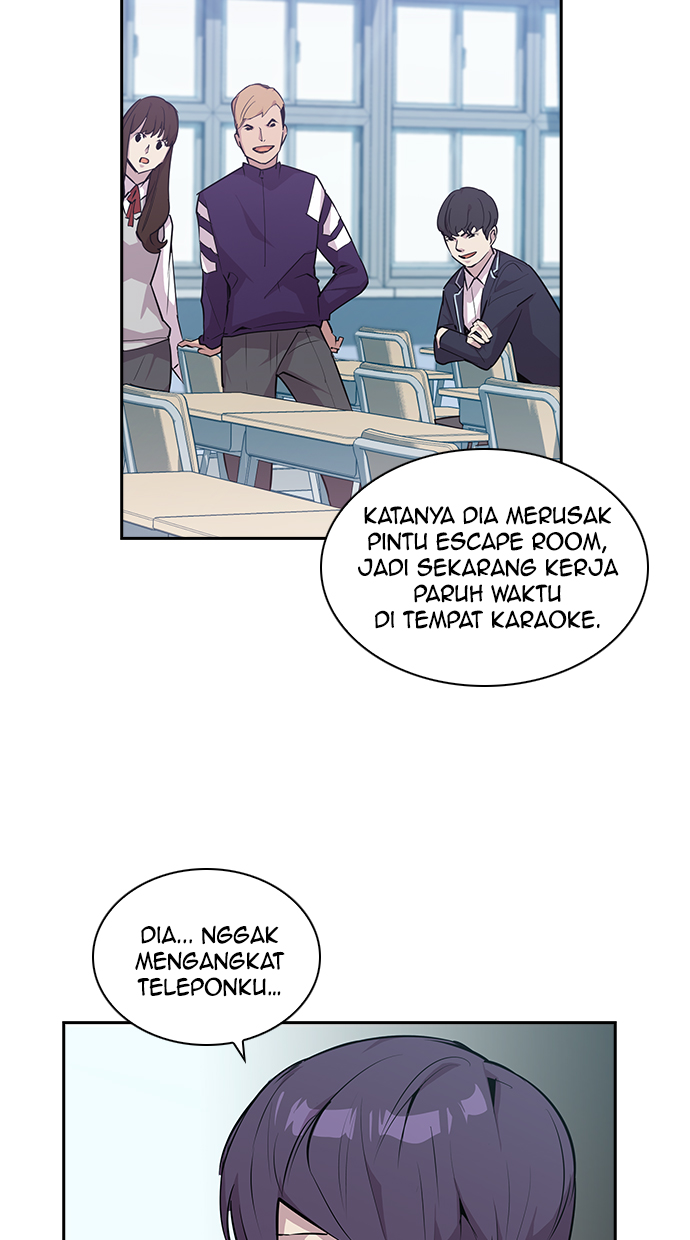 KATANYA DIA MERUSAK
PINTU ESCAPE ROOM,
JADI SEKARANG KERJA
PARUH WAKTU
DI TEMPAT KARAOKE.
DIA... NGGAK
MENGANGKAT
TELEPONKU...